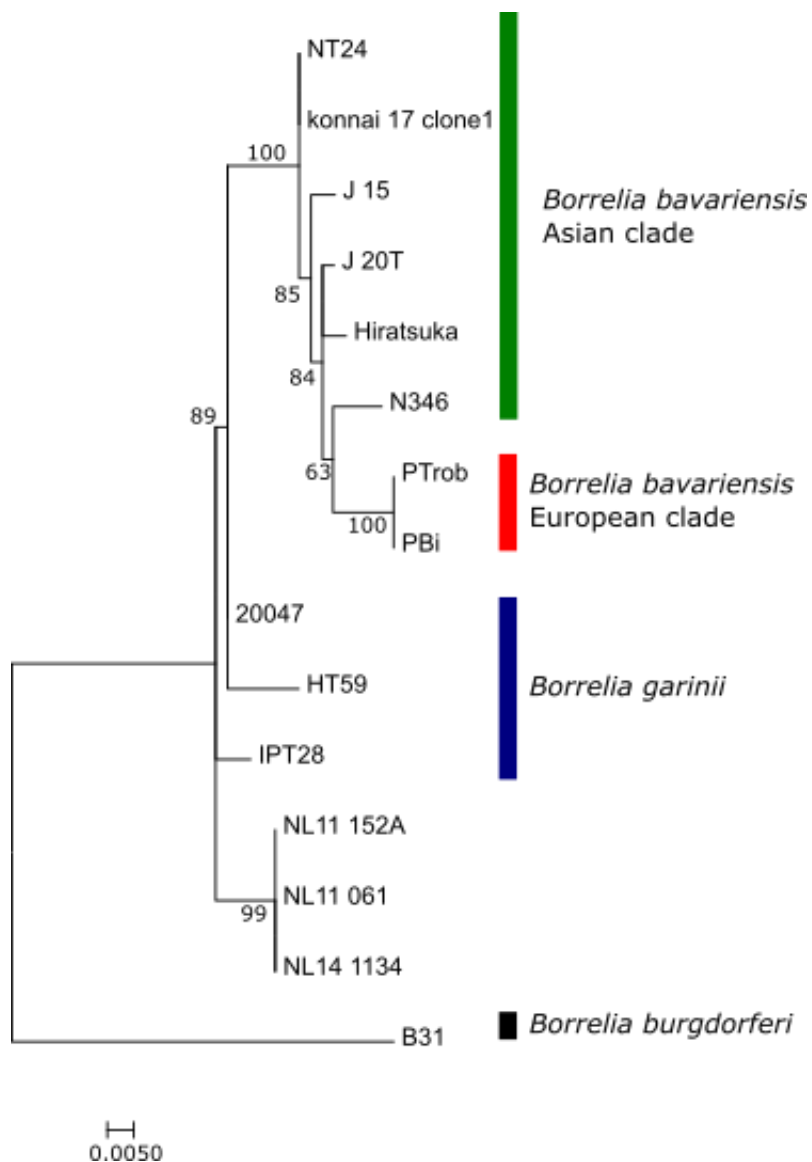 NT24
konnai 17 clone1
100
J 15
Borrelia bavariensis
Asian clade
J 20T
85
Hiratsuka
84
N346
89
63
PTrob
Borrelia bavariensis
European clade
100
PBi
20047
HT59
Borrelia garinii
IPT28
NL11 152A
NL11 061
99
NL14 1134
B31
Borrelia burgdorferi
0.0050